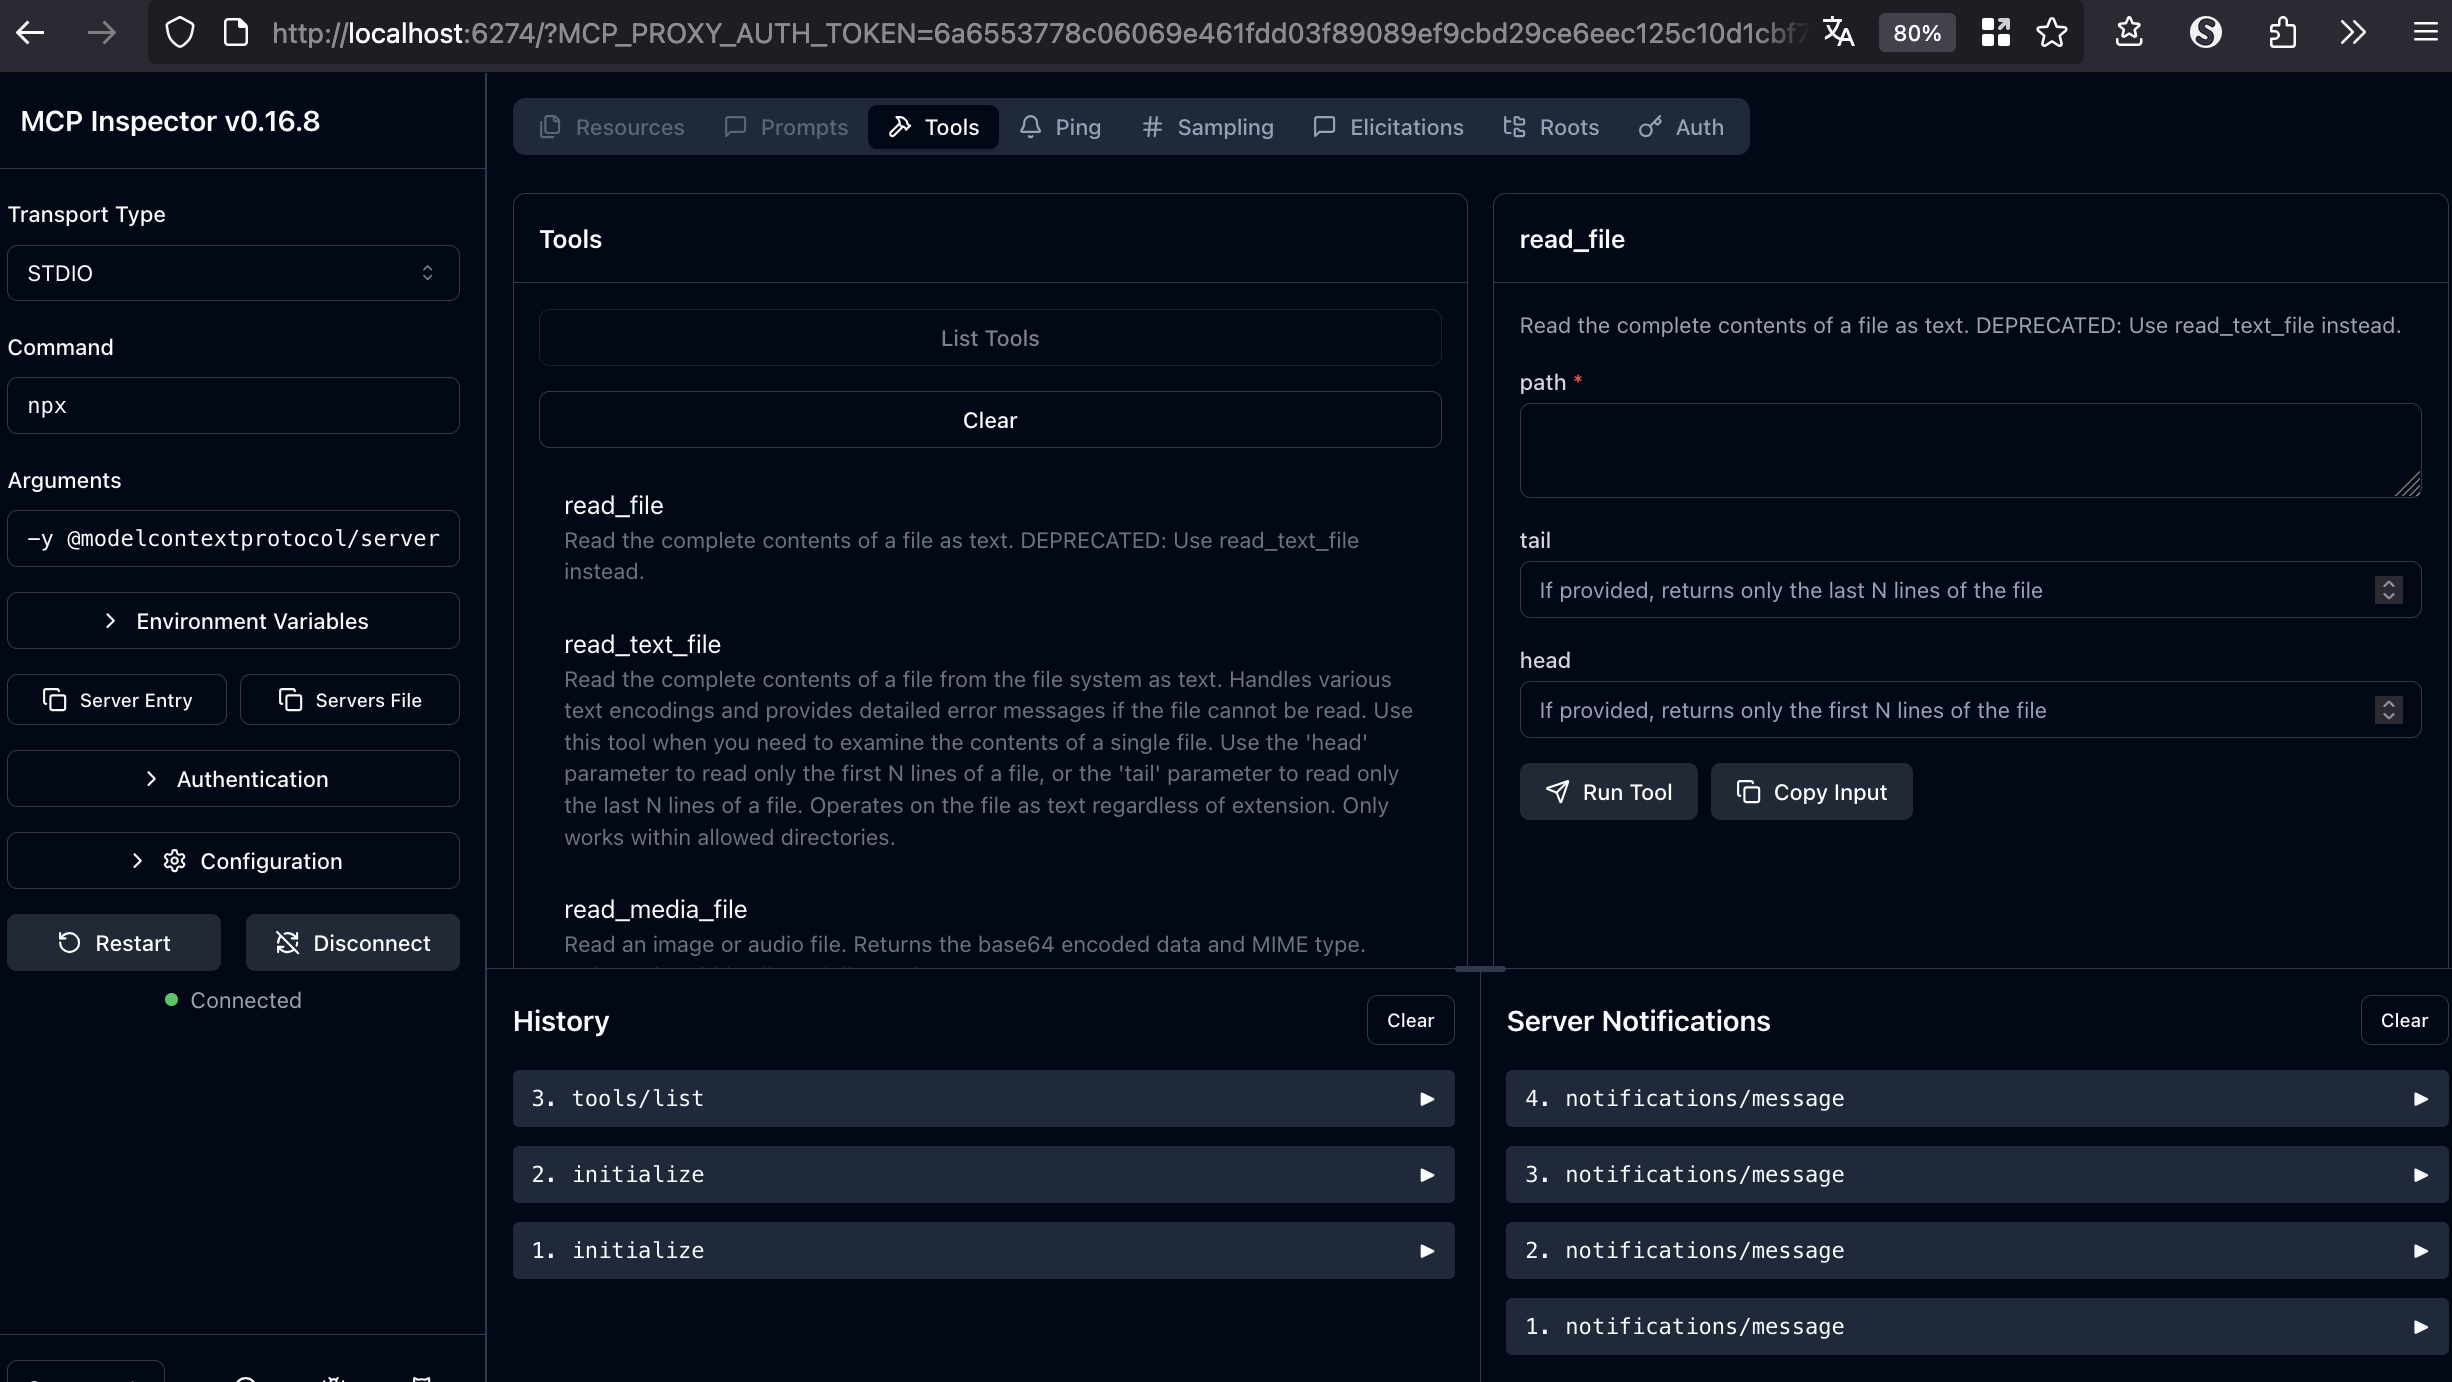 http://localhost:6274/?MCP_PROXY_AUTH_TOKEN=6a6553778c06069e461fdd03f89089ef9cbd29ce6eec125c10d1cbf7
80%
MCP Inspector v0.16.8
Transport Type
STDIO
Command
npx
Arguments
-y @modelcontextprotocol/server
Environment Variables
Server Entry
Servers File
Authentication
Configuration
Restart
Disconnect
Connected
Resources
Prompts
Tools
Ping
Sampling
Elicitations
Roots
Auth
Tools
List Tools
Clear
read_file
Read the complete contents of a file as text. DEPRECATED: Use read_text_file
instead.
read_text_file
Read the complete contents of a file from the file system as text. Handles various
text encodings and provides detailed error messages if the file cannot be read. Use
this tool when you need to examine the contents of a single file. Use the 'head'
parameter to read only the first N lines of a file, or the 'tail' parameter to read only
the last N lines of a file. Operates on the file as text regardless of extension. Only
works within allowed directories.
read_media_file
Read an image or audio file. Returns the base64 encoded data and MIME type.
read_file
Read the complete contents of a file as text. DEPRECATED: Use read_text_file instead.
path *
tail
If provided, returns only the last N lines of the file
head
If provided, returns only the first N lines of the file
Run Tool
Copy Input
History
Clear
3. tools/list
2. initialize
1. initialize
Server Notifications
Clear
4. notifications/message
3. notifications/message
2. notifications/message
1. notifications/message